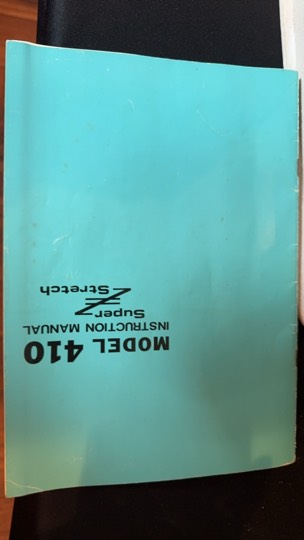 MODEL 410
INSTRUCTION MANUAL
Super
Z
Stretch